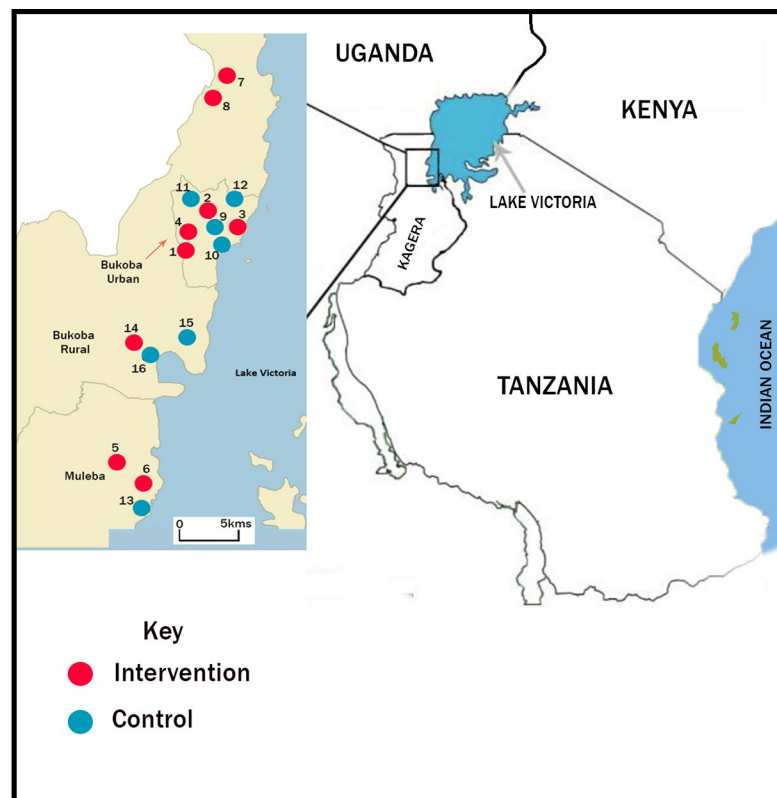 UGANDA
KENYA
LAKE VICTORIA
KAGERA
TANZANIA
INDIAN OCEAN
7
8
11
12
2
9
3
4
1
10
Bukoba
Urban
14
15
Bukoba
Rural
16
Lake Victoria
5
6
Muleba
13
0
5kms
Key
Intervention
Control